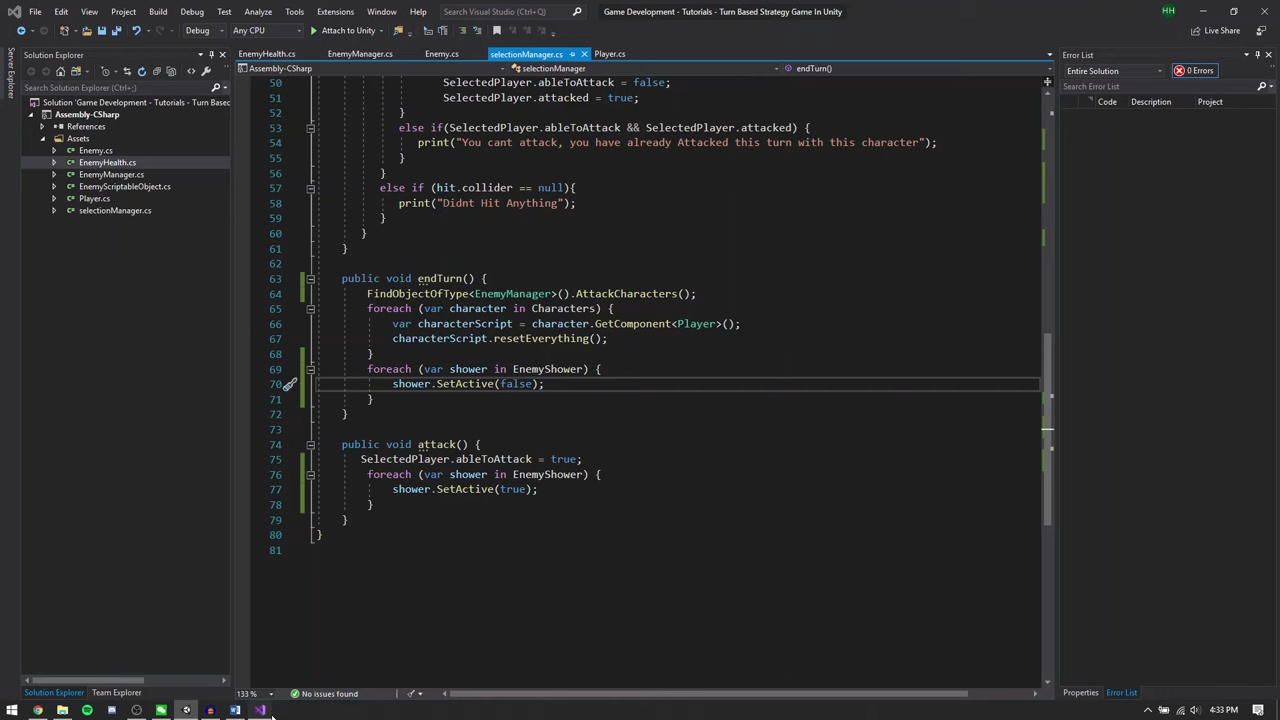 File Edit View Git Project Build Debug Test Analyze Tools Extensions Window Help Search Visual Studio (Ctrl+Q) Game Development - Tutorials - Turn Based Strategy Game In Unity HH
Debug Any CPU Attach to Unity Live Share
Server Explorer
Solution Explorer
Search Solution Explorer (Ctrl+;)
Solution 'Game Development - Tutorials - Turn Based
Assembly-CSharp
References
Assets
Enemy.cs
EnemyHealth.cs
EnemyManager.cs
EnemyScriptableObject.cs
Player.cs
selectionManager.cs
Solution Explorer Team Explorer
EnemyHealth.cs EnemyManager.cs Enemy.cs selectionManager.cs Player.cs
Assembly-CSharp selectionManager endTurn()
50 SelectedPlayer.ableToAttack = false;
51 SelectedPlayer.attacked = true;
52 }
53 else if(SelectedPlayer.ableToAttack && SelectedPlayer.attacked) {
54 print("You cant attack, you have already Attacked this turn with this character");
55 }
56 }
57 else if (hit.collider == null){
58 print("Didnt Hit Anything");
59 }
60 }
61 }
62
63 public void endTurn() {
64 FindObjectOfType<EnemyManager>().AttackCharacters();
65 foreach (var character in Characters) {
66 var characterScript = character.GetComponent<Player>();
67 characterScript.resetEverything();
68 }
69 foreach (var shower in EnemyShower) {
70 shower.SetActive(false);
71 }
72 }
73
74 public void attack() {
75 SelectedPlayer.ableToAttack = true;
76 foreach (var shower in EnemyShower) {
77 shower.SetActive(true);
78 }
79 }
80 }
81
133 % No issues found
Error List
Entire Solution 0 Errors
Search Error List
Code Description Project
Properties Error List
4:33 PM